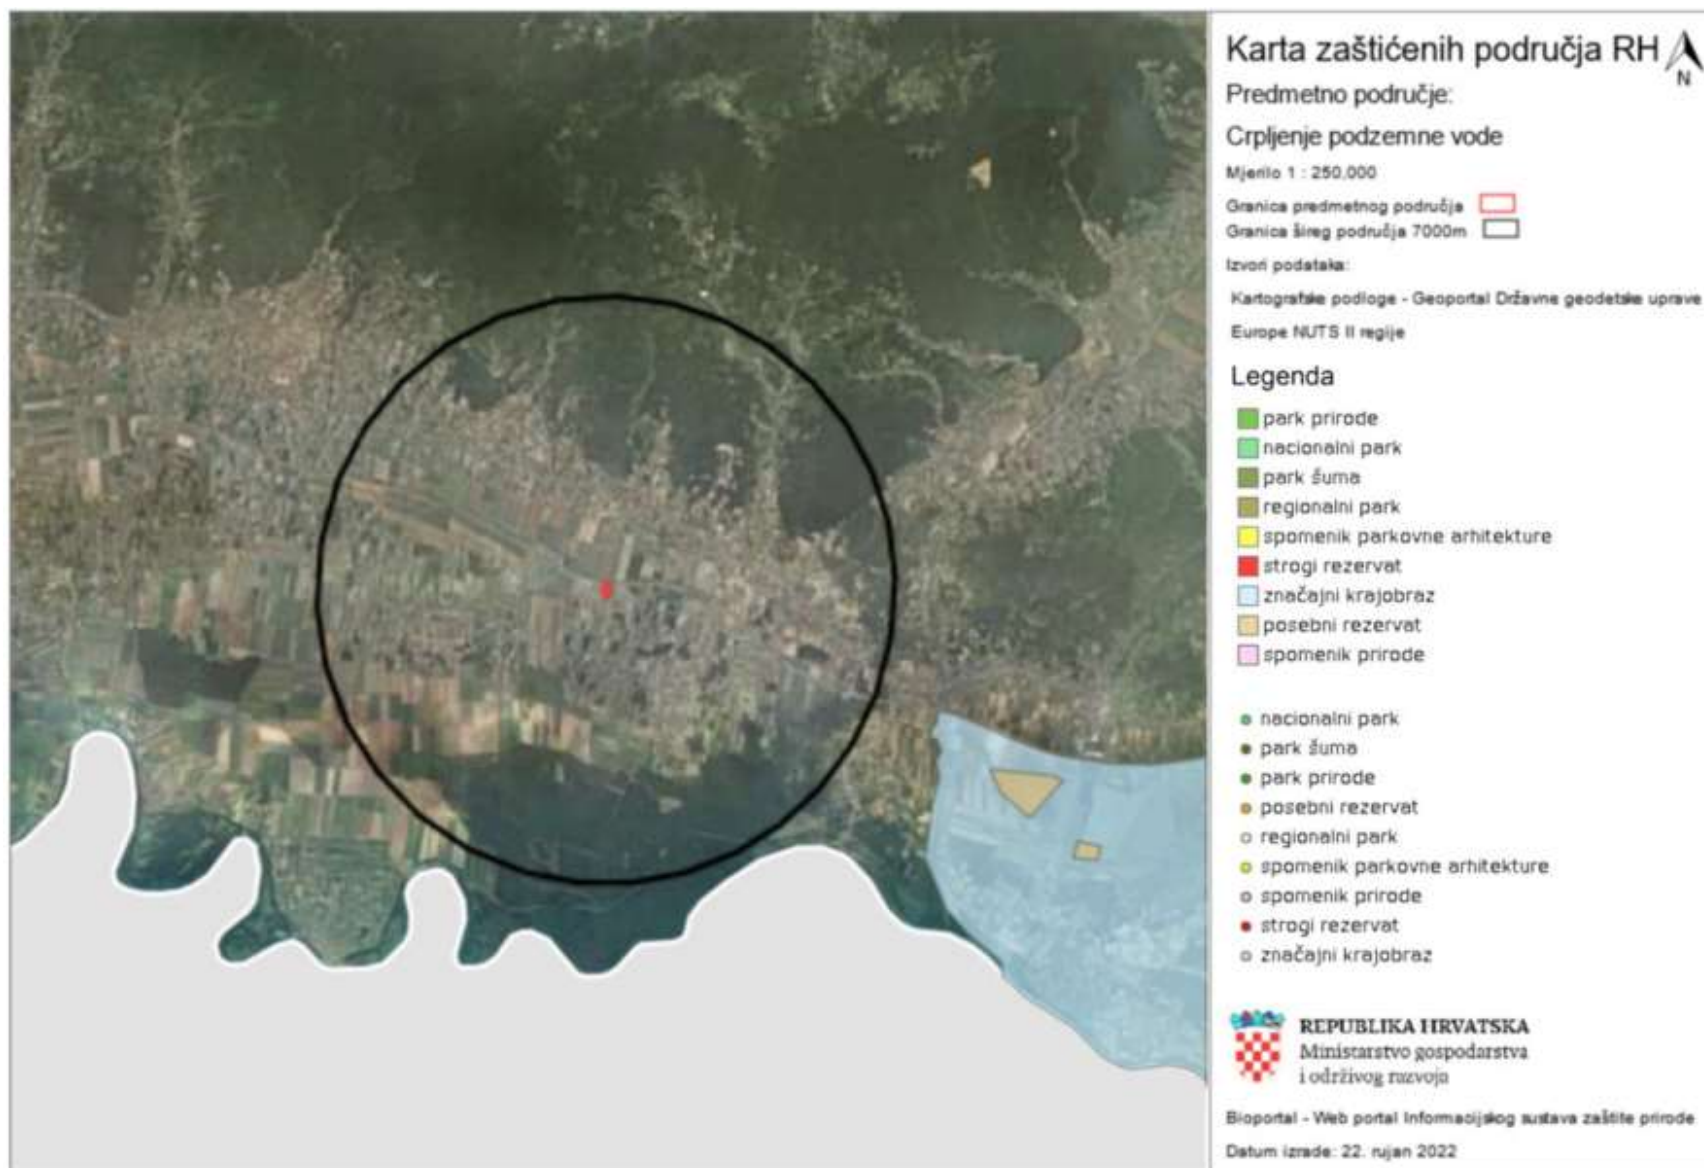 Karta zaštićenih područja RH
N
Predmetno područje:
Crpljenje podzemne vode
Mjerilo 1 : 250,000
Granica predmetnog područja
Granica šireg područja 7000m
Izvori podataka:
Kartografske podloge - Geoportal Državne geodetske uprave
Europe NUTS II regije
Legenda
park prirode
nacionalni park
park šuma
regionalni park
spomenik parkovne arhitekture
strogi rezervat
značajni krajobraz
posebni rezervat
spomenik prirode
nacionalni park
park šuma
park prirode
posebni rezervat
regionalni park
spomenik parkovne arhitekture
spomenik prirode
strogi rezervat
značajni krajobraz
REPUBLIKA HRVATSKA
Ministarstvo gospodarstva
i održivog razvoja
Bioportal - Web portal Informacijskog sustava zaštite prirode
Datum izrade: 22. rujan 2022